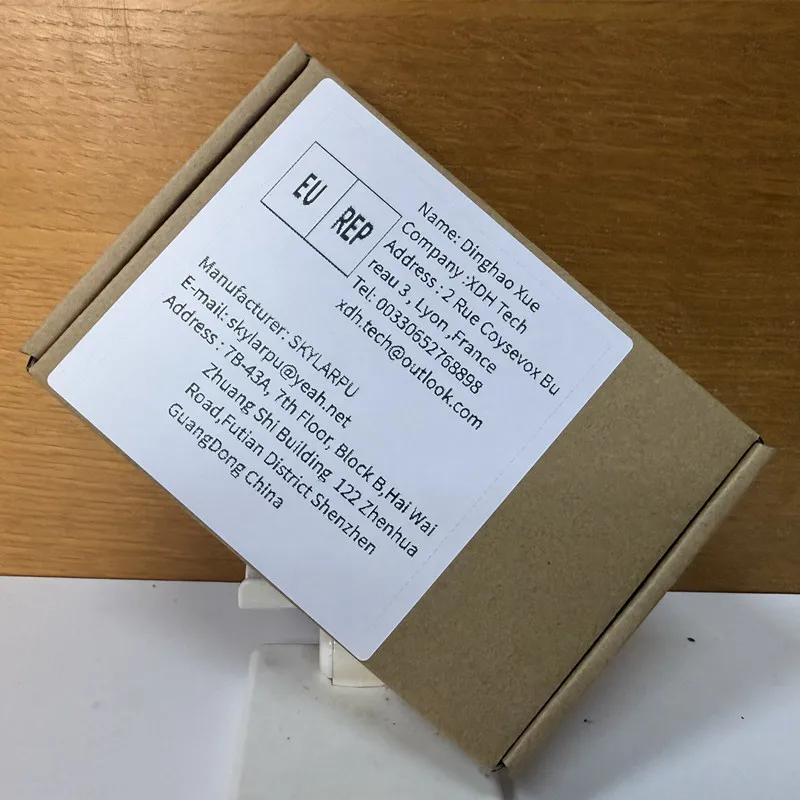 EU REP
Name: Dinghao Xue
Company :XDH Tech
Address : 2 Rue Coysevox Bu
reau 3 , Lyon ,France
Tel: 00330652768898
xdh.tech@outlook.com
Manufacturer: SKYLARPU
E-mail: skylarpu@yeah.net
Address : 7B-43A, 7th Floor, Block B,Hai Wai
Zhuang Shi Building 122 Zhenhua
Road,Futian District Shenzhen
GuangDong China